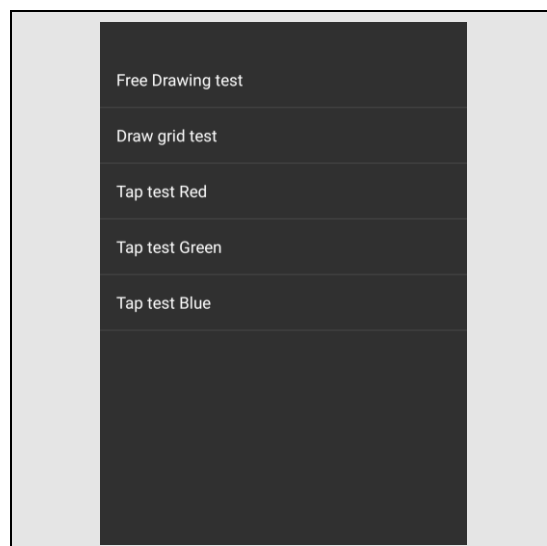 Free Drawing test
Draw grid test
Tap test Red
Tap test Green
Tap test Blue